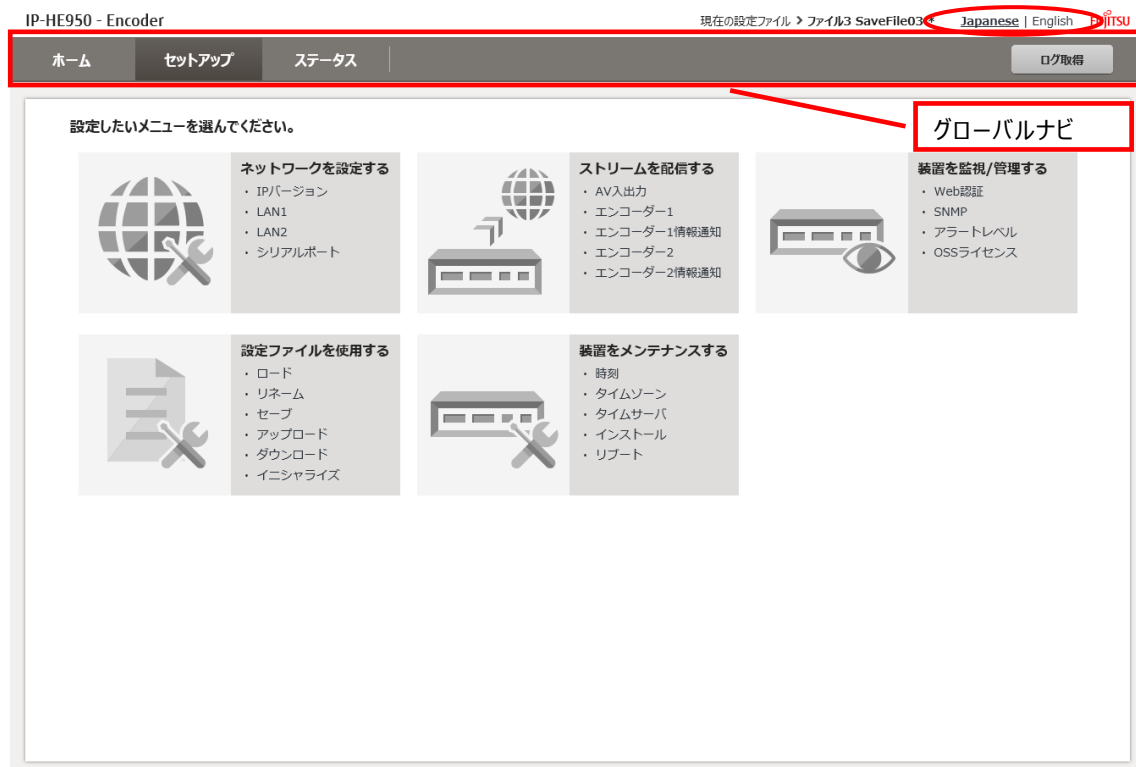 IP-HE950 - Encoder
現在の設定ファイル > ファイル3 SaveFile03 *
Japanese | English
FUJITSU
ホーム
セットアップ
ステータス
ログ取得
グローバルナビ
設定したいメニューを選んでください。
ネットワークを設定する
・ IPバージョン
・ LAN1
・ LAN2
・ シリアルポート
ストリームを配信する
・ AV入出力
・ エンコーダー1
・ エンコーダー1情報通知
・ エンコーダー2
・ エンコーダー2情報通知
装置を監視/管理する
・ Web認証
・ SNMP
・ アラートレベル
・ OSSライセンス
設定ファイルを使用する
・ ロード
・ リネーム
・ セーブ
・ アップロード
・ ダウンロード
・ イニシャライズ
装置をメンテナンスする
・ 時刻
・ タイムゾーン
・ タイムサーバ
・ インストール
・ リブート